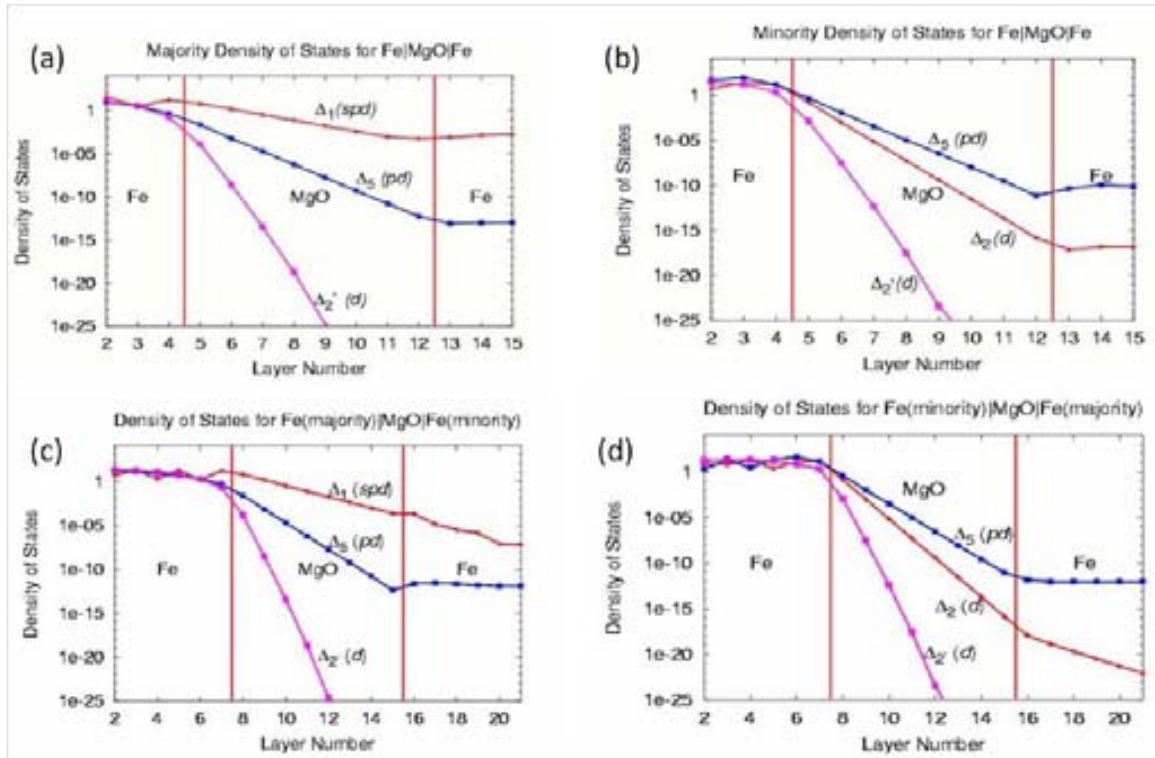 (a)
Majority Density of States for Fe|MgO|Fe
Density of States
1
1e-05
1e-10
1e-15
1e-20
1e-25
Δ1(spd)
Δ5 (pd)
Fe
MgO
Fe
Δ2' (d)
2 3 4 5 6 7 8 9 10 11 12 13 14 15
Layer Number
(b)
Minority Density of States for Fe|MgO|Fe
Density of States
1
1e-05
1e-10
1e-15
1e-20
1e-25
Δ5 (pd)
Fe
MgO
Fe
Δ2(d)
Δ2'(d)
2 3 4 5 6 7 8 9 10 11 12 13 14 15
Layer Number
(c)
Density of States for Fe(majority)|MgO|Fe(minority)
Density of States
1
1e-05
1e-10
1e-15
1e-20
1e-25
Δ1 (spd)
Δ5 (pd)
Fe
MgO
Fe
Δ2' (d)
2 4 6 8 10 12 14 16 18 20
Layer Number
(d)
Density of States for Fe(minority)|MgO|Fe(majority)
Density of States
1
1e-05
1e-10
1e-15
1e-20
1e-25
MgO
Δ5 (pd)
Fe
Fe
Δ2 (d)
Δ2' (d)
2 4 6 8 10 12 14 16 18 20
Layer Number